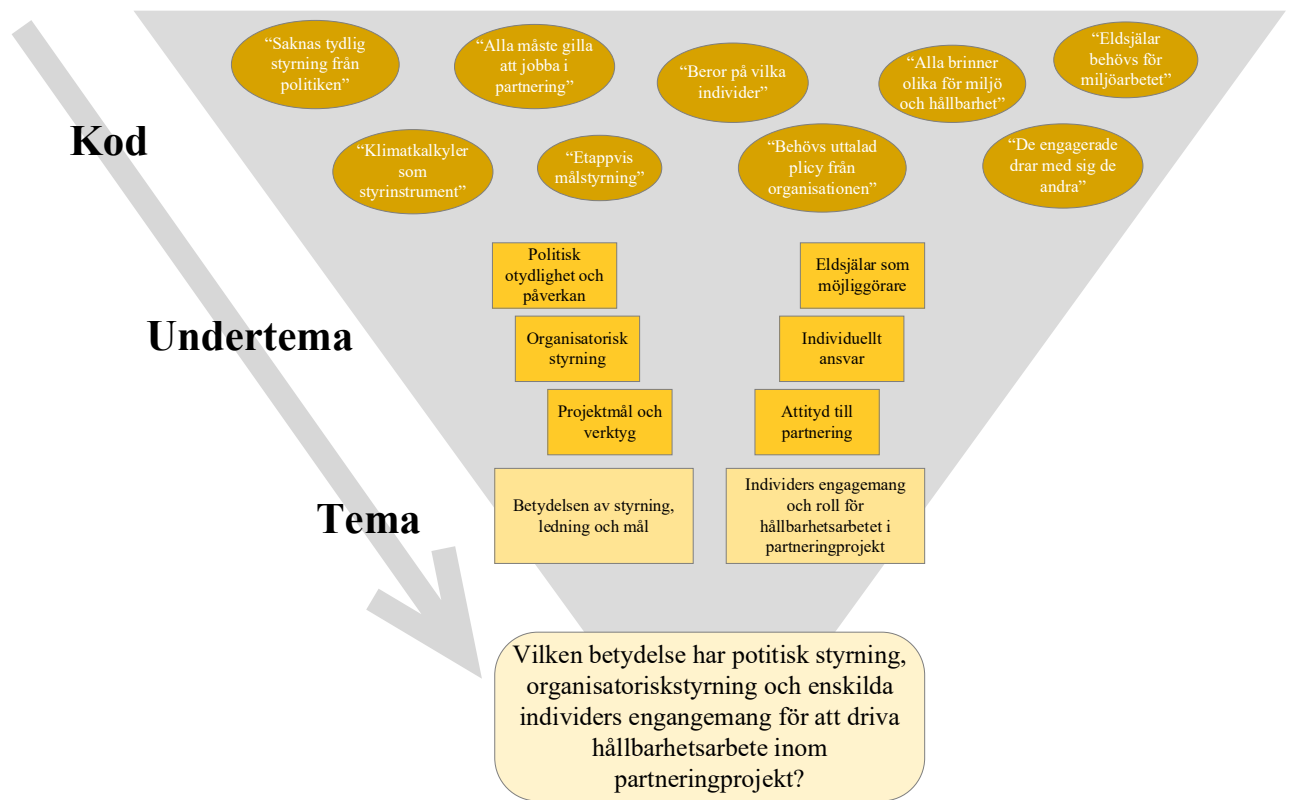 “Saknas tydlig
styrning från
politiken”
“Alla måste gilla
att jobba i
partnering”
“Beror på vilka
individer”
“Alla brinner
olika för miljö
och hållbarhet”
“Eldsjälar
behövs för
miljöarbetet”
Kod
“Klimatkalkyler
som
styrinstrument”
“Etappvis
målstyrning”
“Behövs uttalad
plicy från
organisationen”
“De engagerade
drar med sig de
andra”
Politisk
otydlighet och
påverkan
Eldsjälar som
möjliggörare
Undertema
Organisatorisk
styrning
Individuellt
ansvar
Projektmål och
verktyg
Attityd till
partnering
Tema
Betydelsen av styrning,
ledning och mål
Individers engagemang
och roll för
hållbarhetsarbetet i
partneringprojekt
Vilken betydelse har potitisk styrning,
organisatoriskstyrning och enskilda
individers engangemang för att driva
hållbarhetsarbete inom
partneringprojekt?